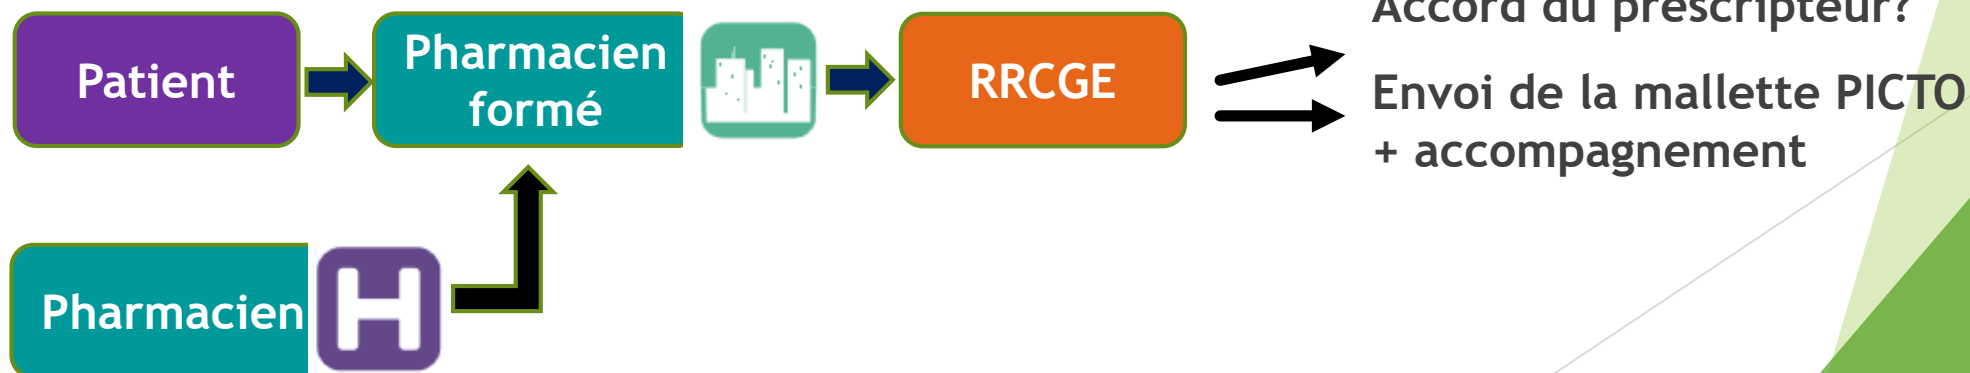 Patient
Pharmacien
formé
RRCGE
Accord du prescripteur?
Envoi de la mallette PICTO
+ accompagnement
Pharmacien
H